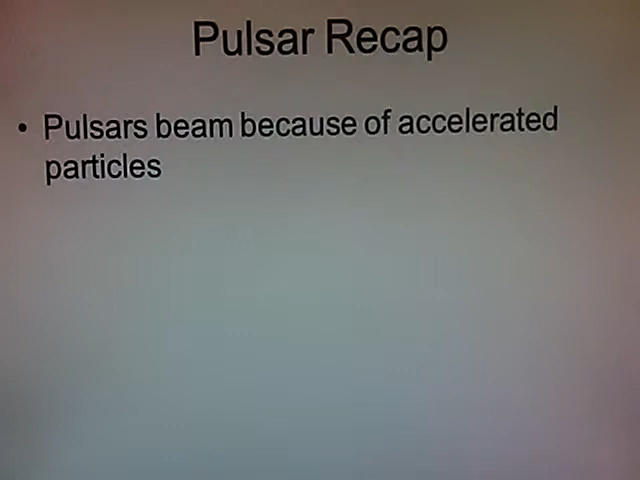 Pulsar Recap
• Pulsars beam because of accelerated
particles